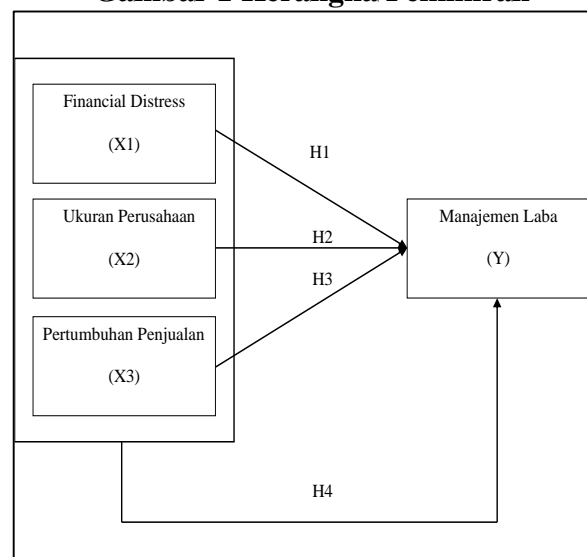 Financial Distress
(X1)
H1
Ukuran Perusahaan
(X2)
H2
Manajemen Laba
(Y)
H3
Pertumbuhan Penjualan
(X3)
H4